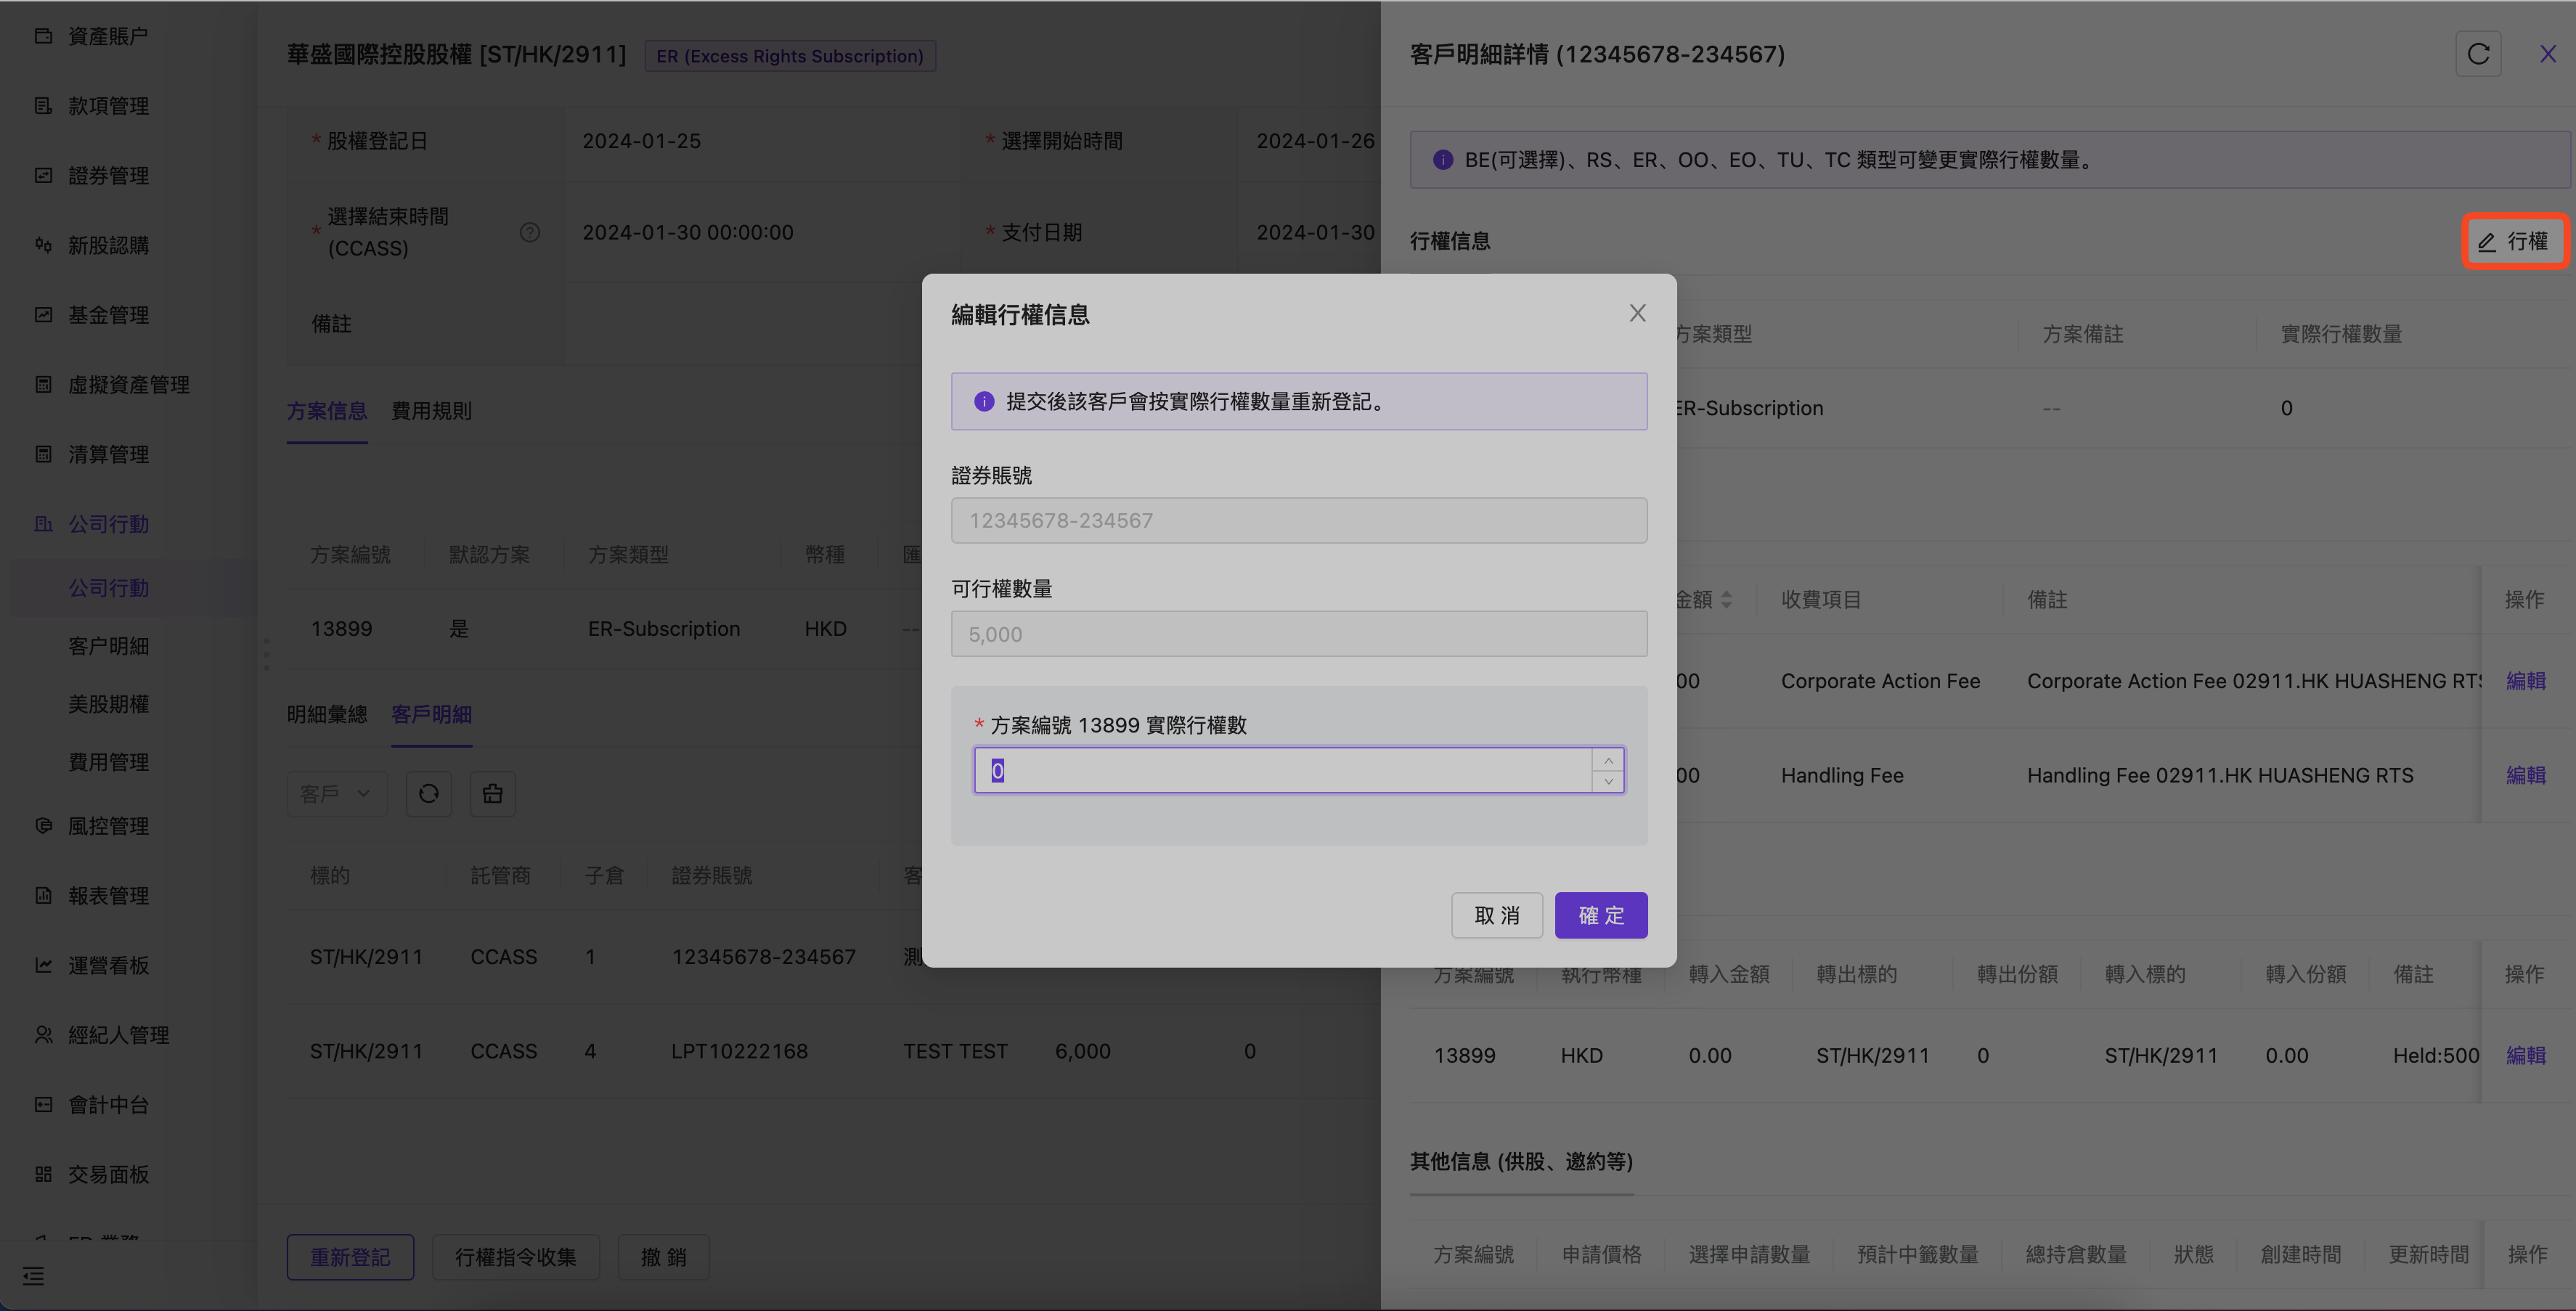 資產賬户
款項管理
證券管理
新股認購
基金管理
虛擬資產管理
清算管理
公司行動
公司行動
客户明細
美股期權
費用管理
風控管理
報表管理
運營看板
經紀人管理
會計中台
交易面板
華盛國際控股股權 [ST/HK/2911] ER (Excess Rights Subscription)
* 股權登記日 2024-01-25 * 選擇開始時間 2024-01-26
* 選擇結束時間 (CCASS) 2024-01-30 00:00:00 * 支付日期 2024-01-30
備註
方案信息 費用規則
方案編號 默認方案 方案類型 幣種 匯
13899 是 ER-Subscription HKD --
明細彙總 客戶明細
客戶
標的 託管商 子倉 證券賬號 客
ST/HK/2911 CCASS 1 12345678-234567 測
ST/HK/2911 CCASS 4 LPT10222168 TEST TEST 6,000 0
重新登記 行權指令收集 撤 銷
編輯行權信息
提交後該客戶會按實際行權數量重新登記。
證券賬號
12345678-234567
可行權數量
5,000
* 方案編號 13899 實際行權數
0
取 消 確 定
客戶明細詳情 (12345678-234567)
BE(可選擇)、RS、ER、OO、EO、TU、TC 類型可變更實際行權數量。
行權信息 行權
方案類型 方案備註 實際行權數量
ER-Subscription -- 0
金額 收費項目 備註 操作
00 Corporate Action Fee Corporate Action Fee 02911.HK HUASHENG RTS 編輯
00 Handling Fee Handling Fee 02911.HK HUASHENG RTS 編輯
方案編號 執行幣種 轉入金額 轉出標的 轉出份額 轉入標的 轉入份額 備註 操作
13899 HKD 0.00 ST/HK/2911 0 ST/HK/2911 0.00 Held:500 編輯
其他信息 (供股、邀約等)
方案編號 申請價格 選擇申請數量 預計中籤數量 總持倉數量 狀態 創建時間 更新時間 操作